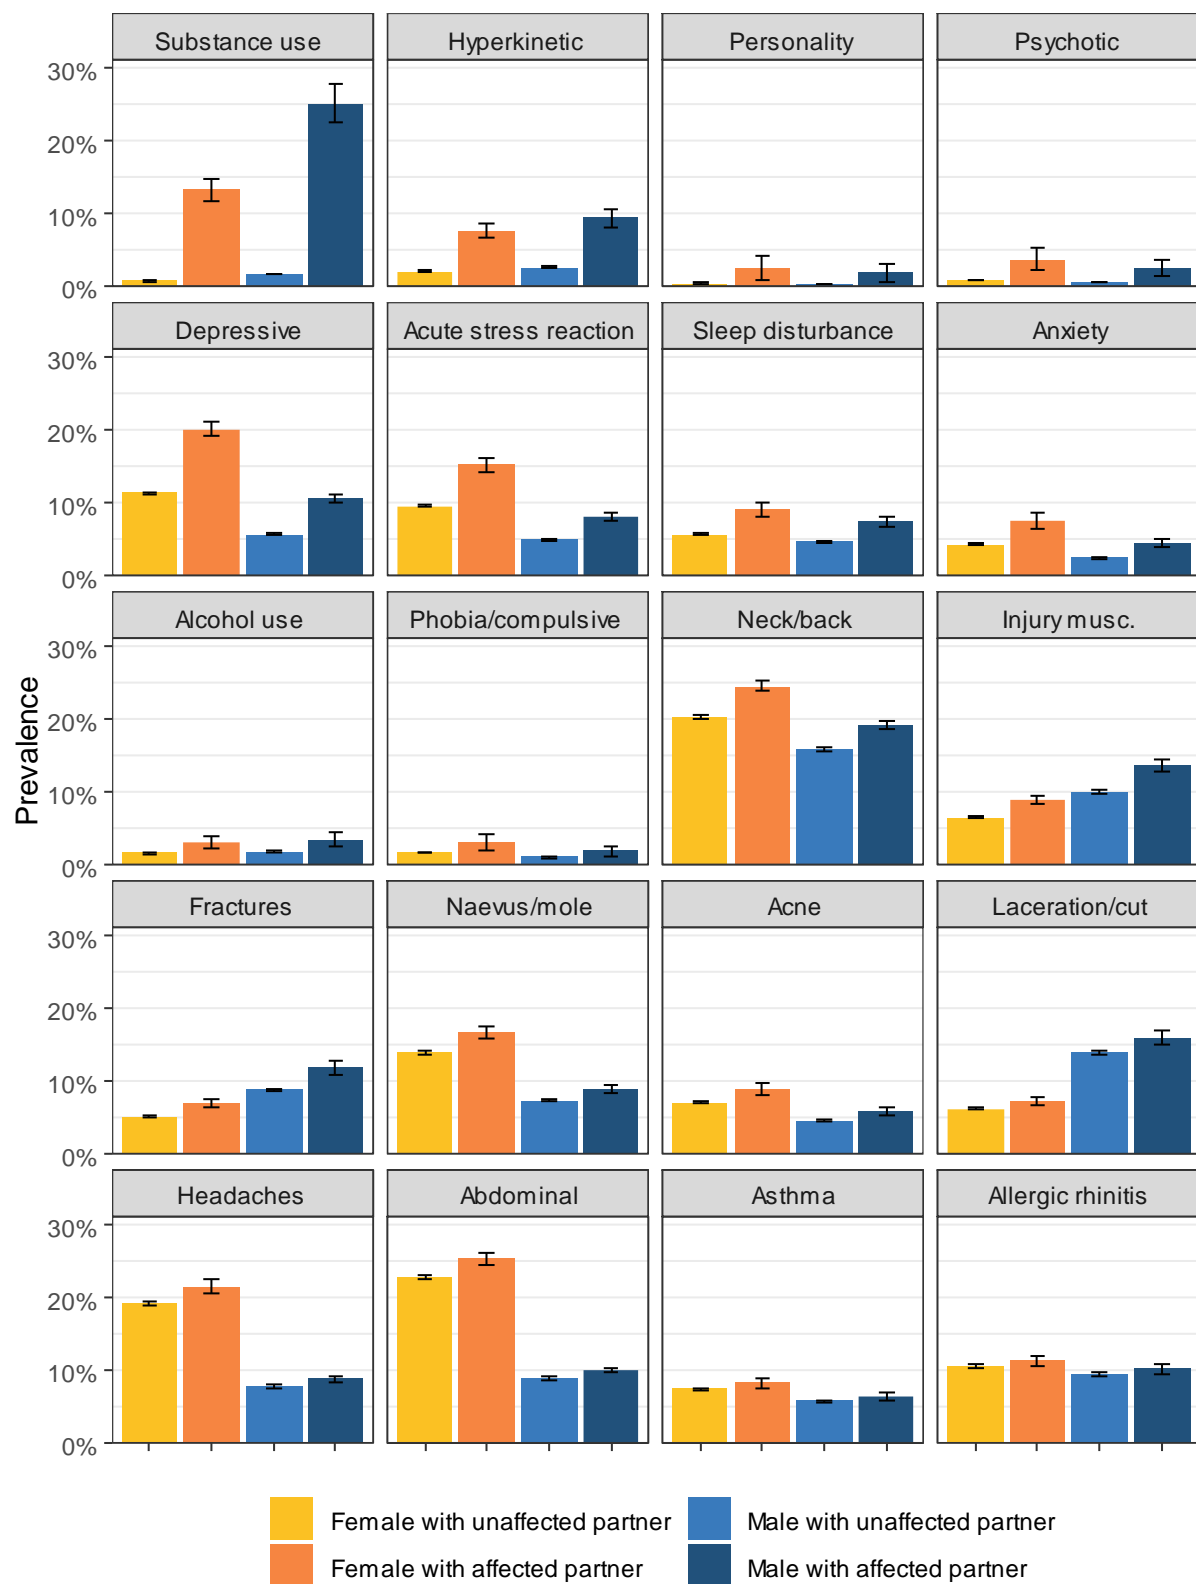 Substance use Hyperkinetic Personality Psychotic
30%
20%
10%
0%
Depressive Acute stress reaction Sleep disturbance Anxiety
30%
20%
10%
0%
Alcohol use Phobia/compulsive Neck/back Injury musc.
30%
20%
10%
0%
Prevalence
Fractures Naevus/mole Acne Laceration/cut
30%
20%
10%
0%
Headaches Abdominal Asthma Allergic rhinitis
30%
20%
10%
0%
Female with unaffected partner Male with unaffected partner
Female with affected partner Male with affected partner